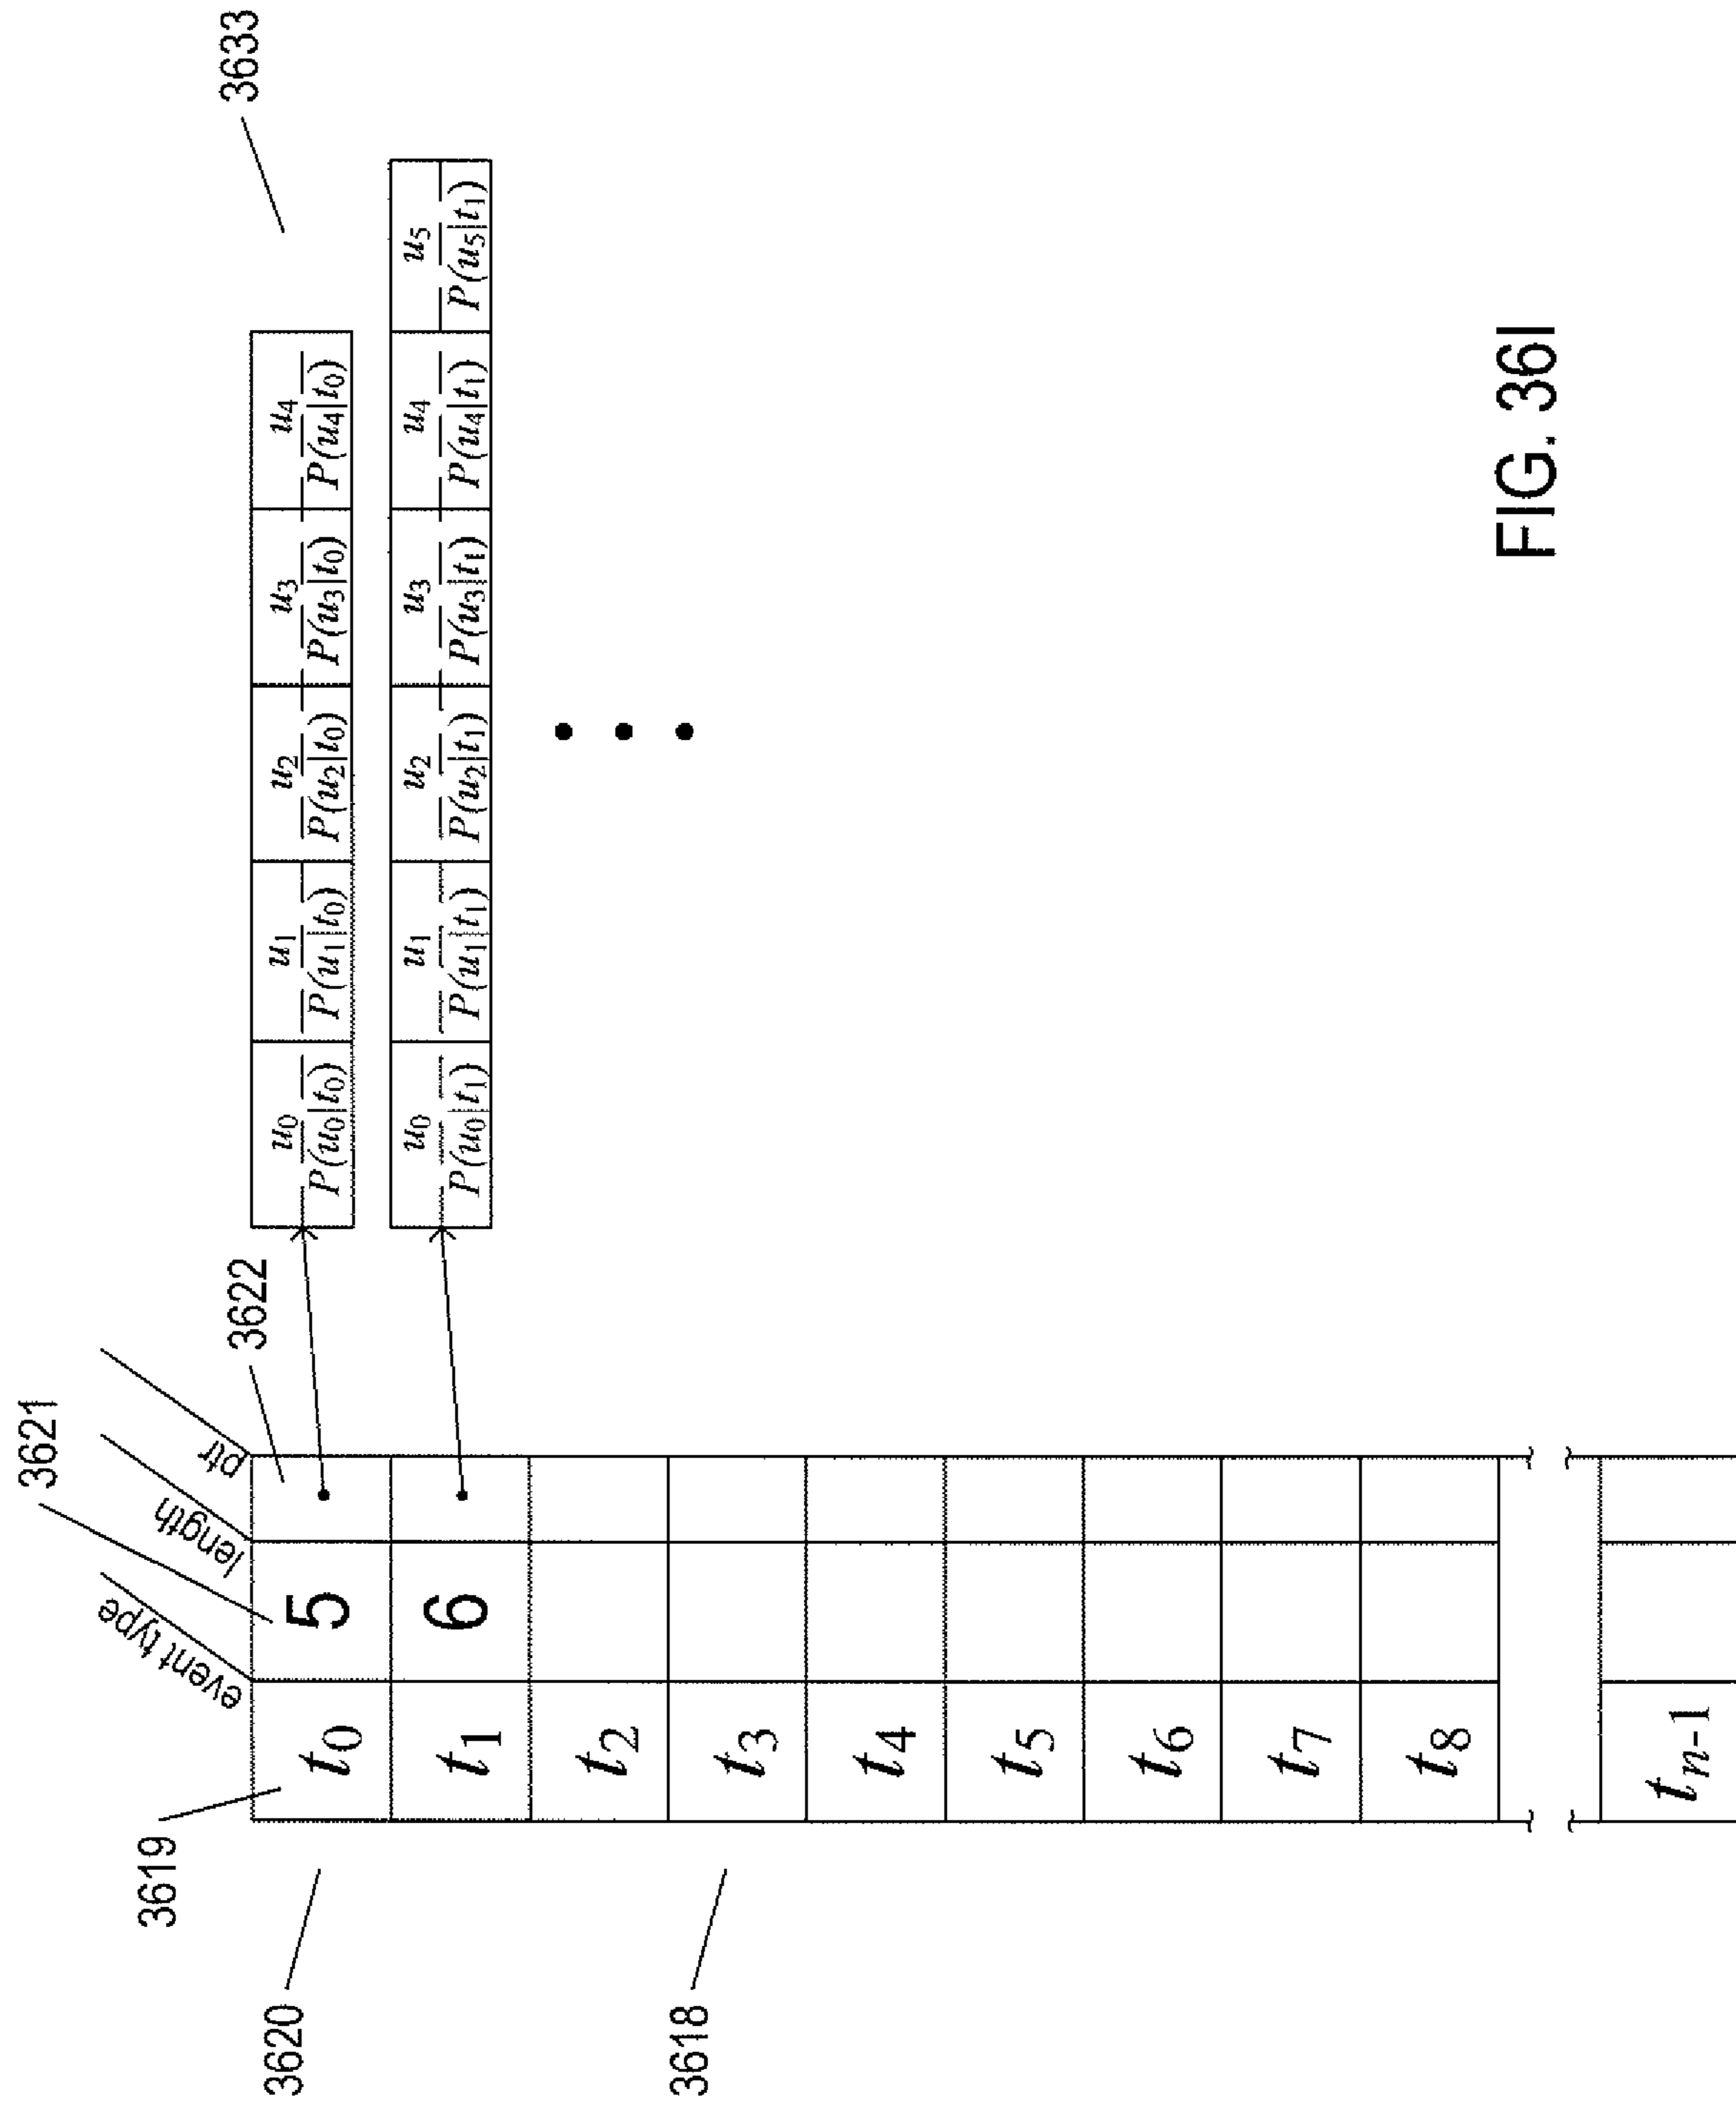 3621
3622
3633
3619
event type
length
ptr
3620
t₀ 5
u₀ u₁ u₂ u₃ u₄
P(u₀|t₀) P(u₁|t₀) P(u₂|t₀) P(u₃|t₀) P(u₄|t₀)
t₁ 6
u₀ u₁ u₂ u₃ u₄ u₅
P(u₀|t₁) P(u₁|t₁) P(u₂|t₁) P(u₃|t₁) P(u₄|t₁) P(u₅|t₁)
t₂
3618
t₃
t₄
t₅
t₆
t₇
t₈
tₙ₋₁
FIG. 36I